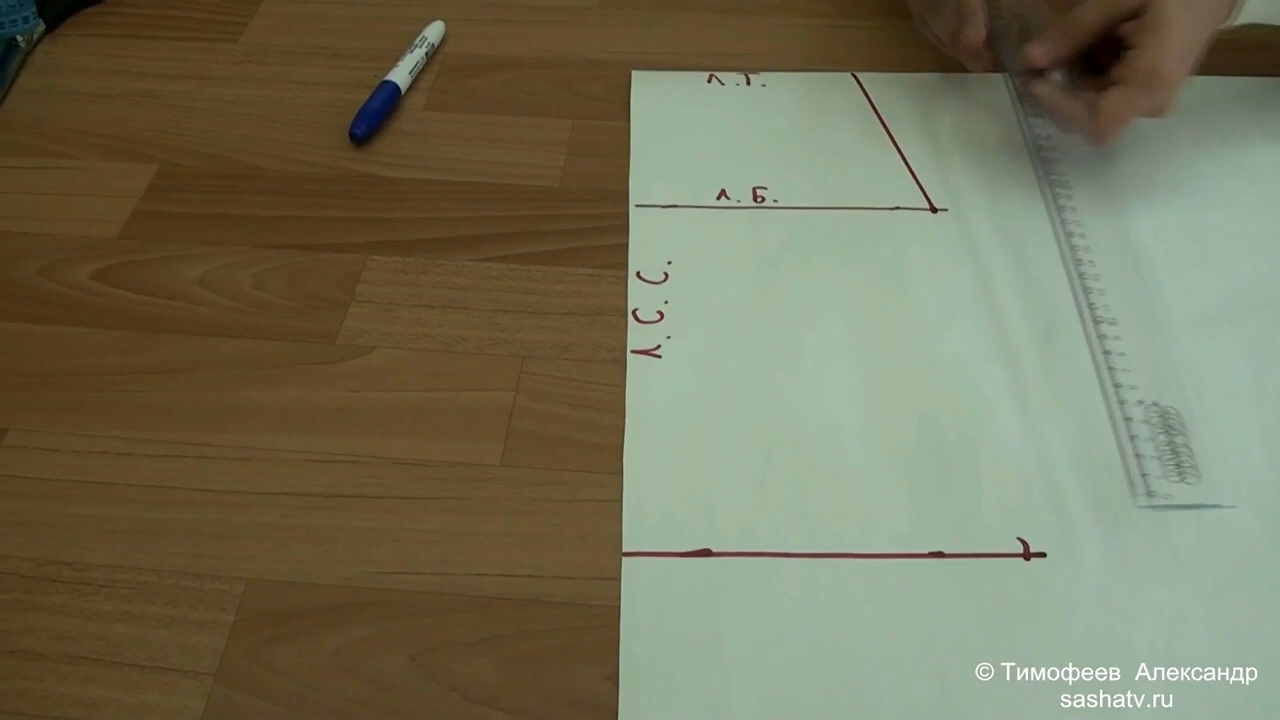 Л.Т.
Л.Б.
Л.С.С.
© Тимофеев Александр
sashatv.ru